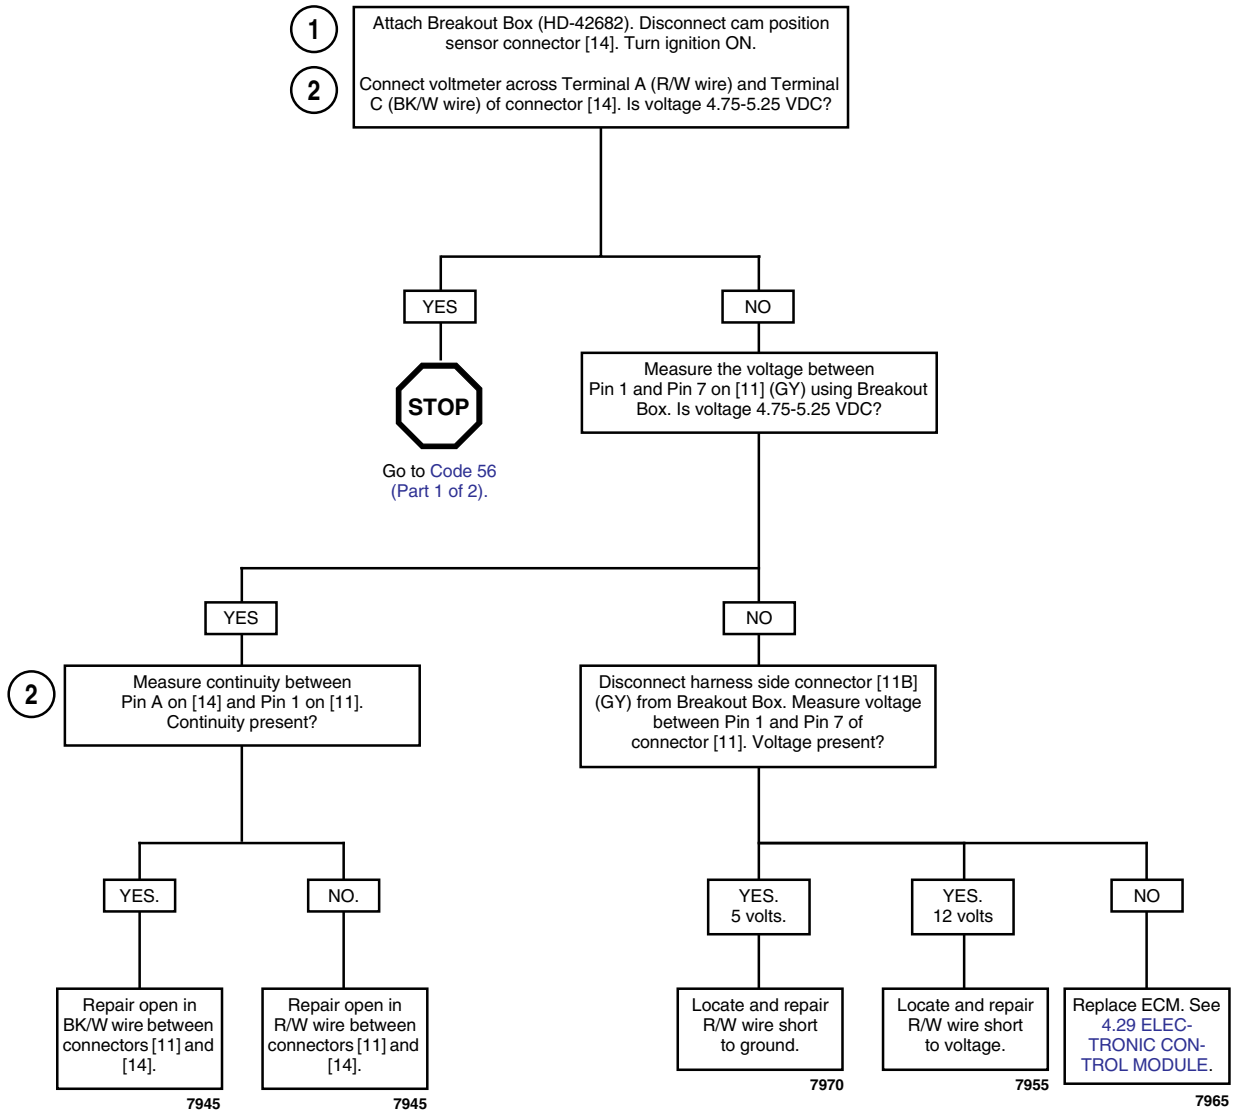 1
Attach Breakout Box (HD-42682). Disconnect cam position
sensor connector [14]. Turn ignition ON.
2
Connect voltmeter across Terminal A (R/W wire) and Terminal
C (BK/W wire) of connector [14]. Is voltage 4.75-5.25 VDC?
YES
NO
STOP
Go to Code 56
(Part 1 of 2).
Measure the voltage between
Pin 1 and Pin 7 on [11] (GY) using Breakout
Box. Is voltage 4.75-5.25 VDC?
YES
NO
2
Measure continuity between
Pin A on [14] and Pin 1 on [11].
Continuity present?
Disconnect harness side connector [11B]
(GY) from Breakout Box. Measure voltage
between Pin 1 and Pin 7 of
connector [11]. Voltage present?
YES.
NO.
YES.
5 volts.
YES.
12 volts
NO
Repair open in
BK/W wire between
connectors [11] and
[14].
7945
Repair open in
R/W wire between
connectors [11] and
[14].
7945
Locate and repair
R/W wire short
to ground.
7970
Locate and repair
R/W wire short
to voltage.
7955
Replace ECM. See
4.29 ELEC-
TRONIC CON-
TROL MODULE.
7965